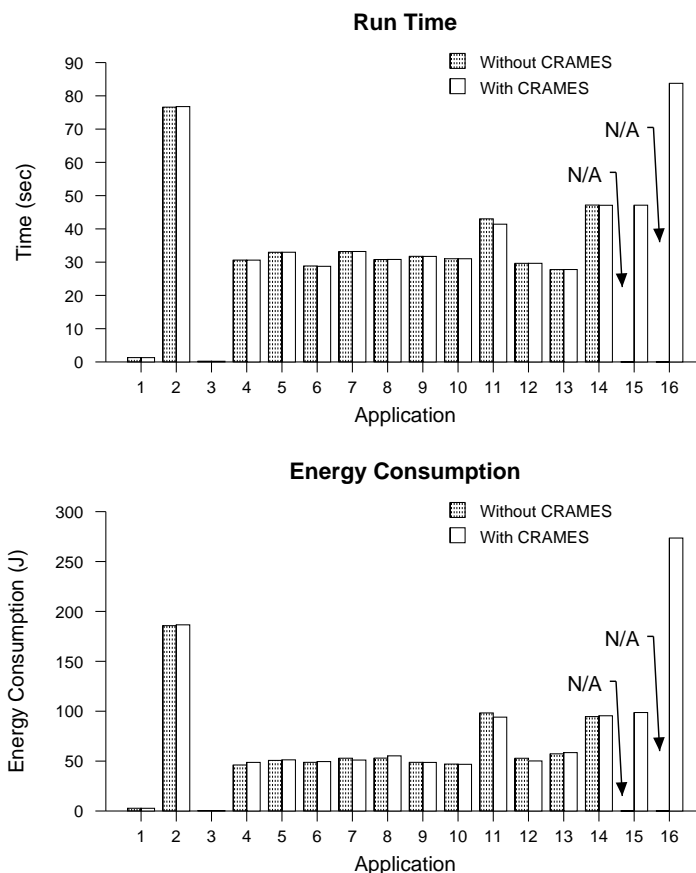 Run Time
90
80
70
60
50
40
30
20
10
0
Time (sec)
Without CRAMES
With CRAMES
N/A
N/A
1 2 3 4 5 6 7 8 9 10 11 12 13 14 15 16
Application
Energy Consumption
300
250
200
150
100
50
0
Energy Consumption (J)
Without CRAMES
With CRAMES
N/A
N/A
1 2 3 4 5 6 7 8 9 10 11 12 13 14 15 16
Application